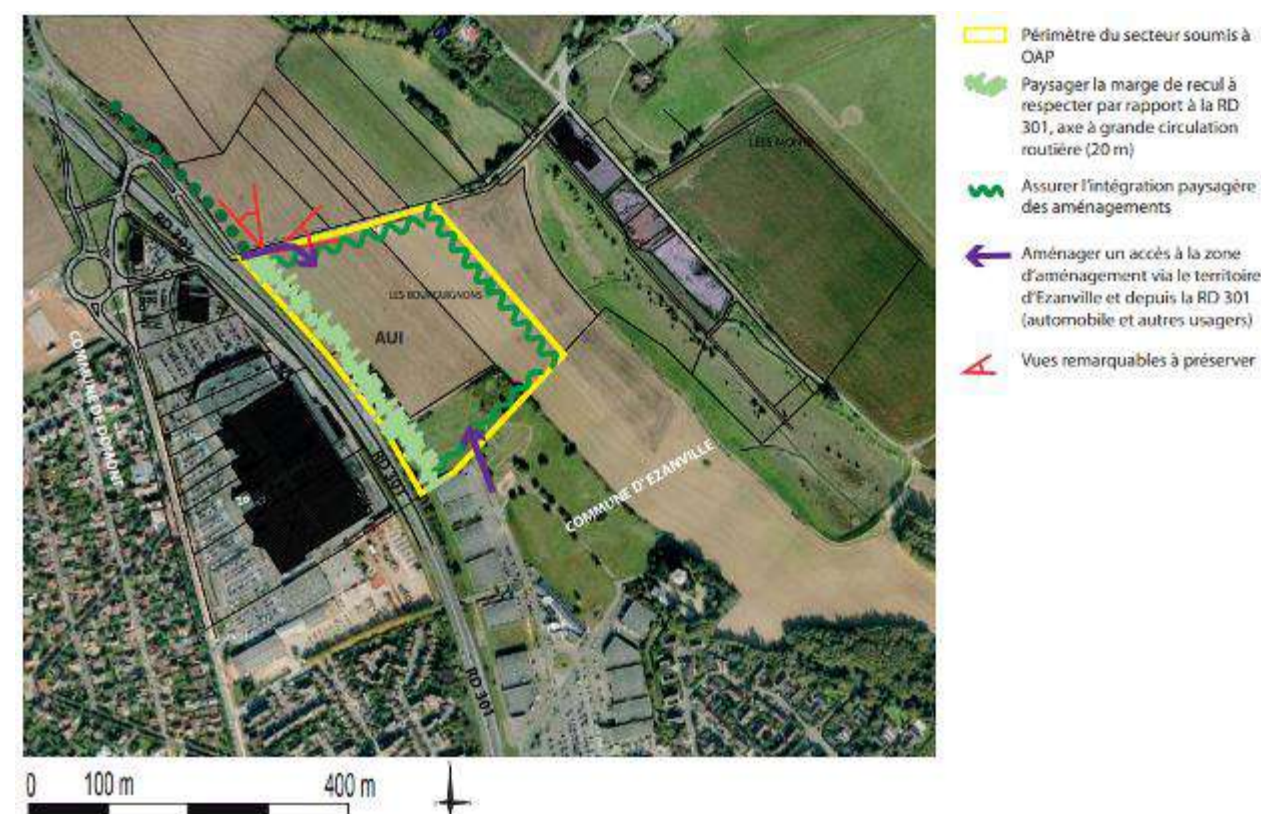 RD 301
LES MONT
LES BOURGUIGNONS
AUI
COMMUNE DE DOMONT
RD 301
COMMUNE D'EZANVILLE
RD 301
0 100 m 400 m
Périmètre du secteur soumis à
OAP
Paysager la marge de recul à
respecter par rapport à la RD
301, axe à grande circulation
routière (20 m)
Assurer l'intégration paysagère
des aménagements
Aménager un accès à la zone
d'aménagement via le territoire
d'Ezanville et depuis la RD 301
(automobile et autres usagers)
Vues remarquables à préserver